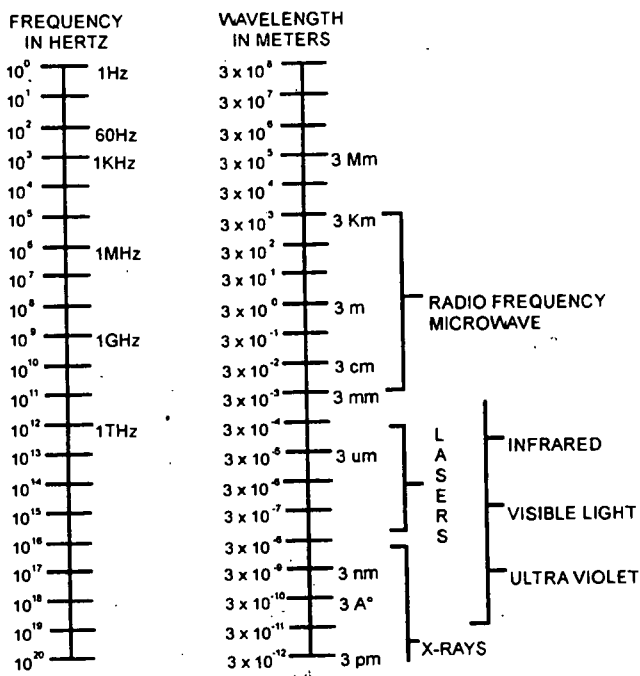 FREQUENCY
IN HERTZ
10⁰ 1Hz
10¹
10² 60Hz
10³ 1KHz
10⁴
10⁵
10⁶ 1MHz
10⁷
10⁸
10⁹ 1GHz
10¹⁰
10¹¹
10¹² 1THz
10¹³
10¹⁴
10¹⁵
10¹⁶
10¹⁷
10¹⁸
10¹⁹
10²⁰
WAVELENGTH
IN METERS
3 x 10⁸
3 x 10⁷
3 x 10⁶
3 x 10⁵ 3 Mm
3 x 10⁴
3 x 10⁻³ 3 Km
3 x 10²
3 x 10¹
3 x 10⁰ 3 m
3 x 10⁻¹
3 x 10⁻² 3 cm
3 x 10⁻³ 3 mm
3 x 10⁻⁴
3 x 10⁻⁵ 3 um
3 x 10⁻⁶
3 x 10⁻⁷
3 x 10⁻⁸
3 x 10⁻⁹ 3 nm
3 x 10⁻¹⁰ 3 A°
3 x 10⁻¹¹
3 x 10⁻¹² 3 pm
RADIO FREQUENCY
MICROWAVE
LASERS
X-RAYS
INFRARED
VISIBLE LIGHT
ULTRA VIOLET